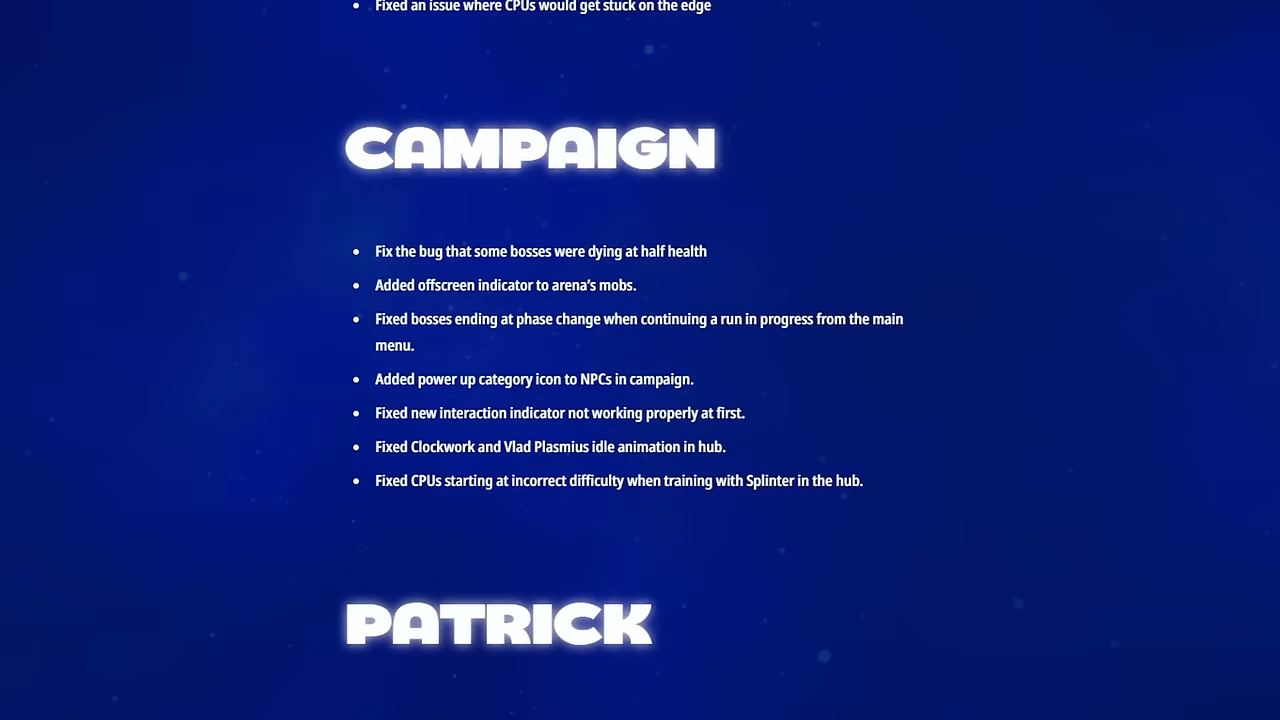 • Fixed an issue where CPUs would get stuck on the edge
CAMPAIGN
• Fix the bug that some bosses were dying at half health
• Added offscreen indicator to arena’s mobs.
• Fixed bosses ending at phase change when continuing a run in progress from the main
menu.
• Added power up category icon to NPCs in campaign.
• Fixed new interaction indicator not working properly at first.
• Fixed Clockwork and Vlad Plasmius idle animation in hub.
• Fixed CPUs starting at incorrect difficulty when training with Splinter in the hub.
PATRICK